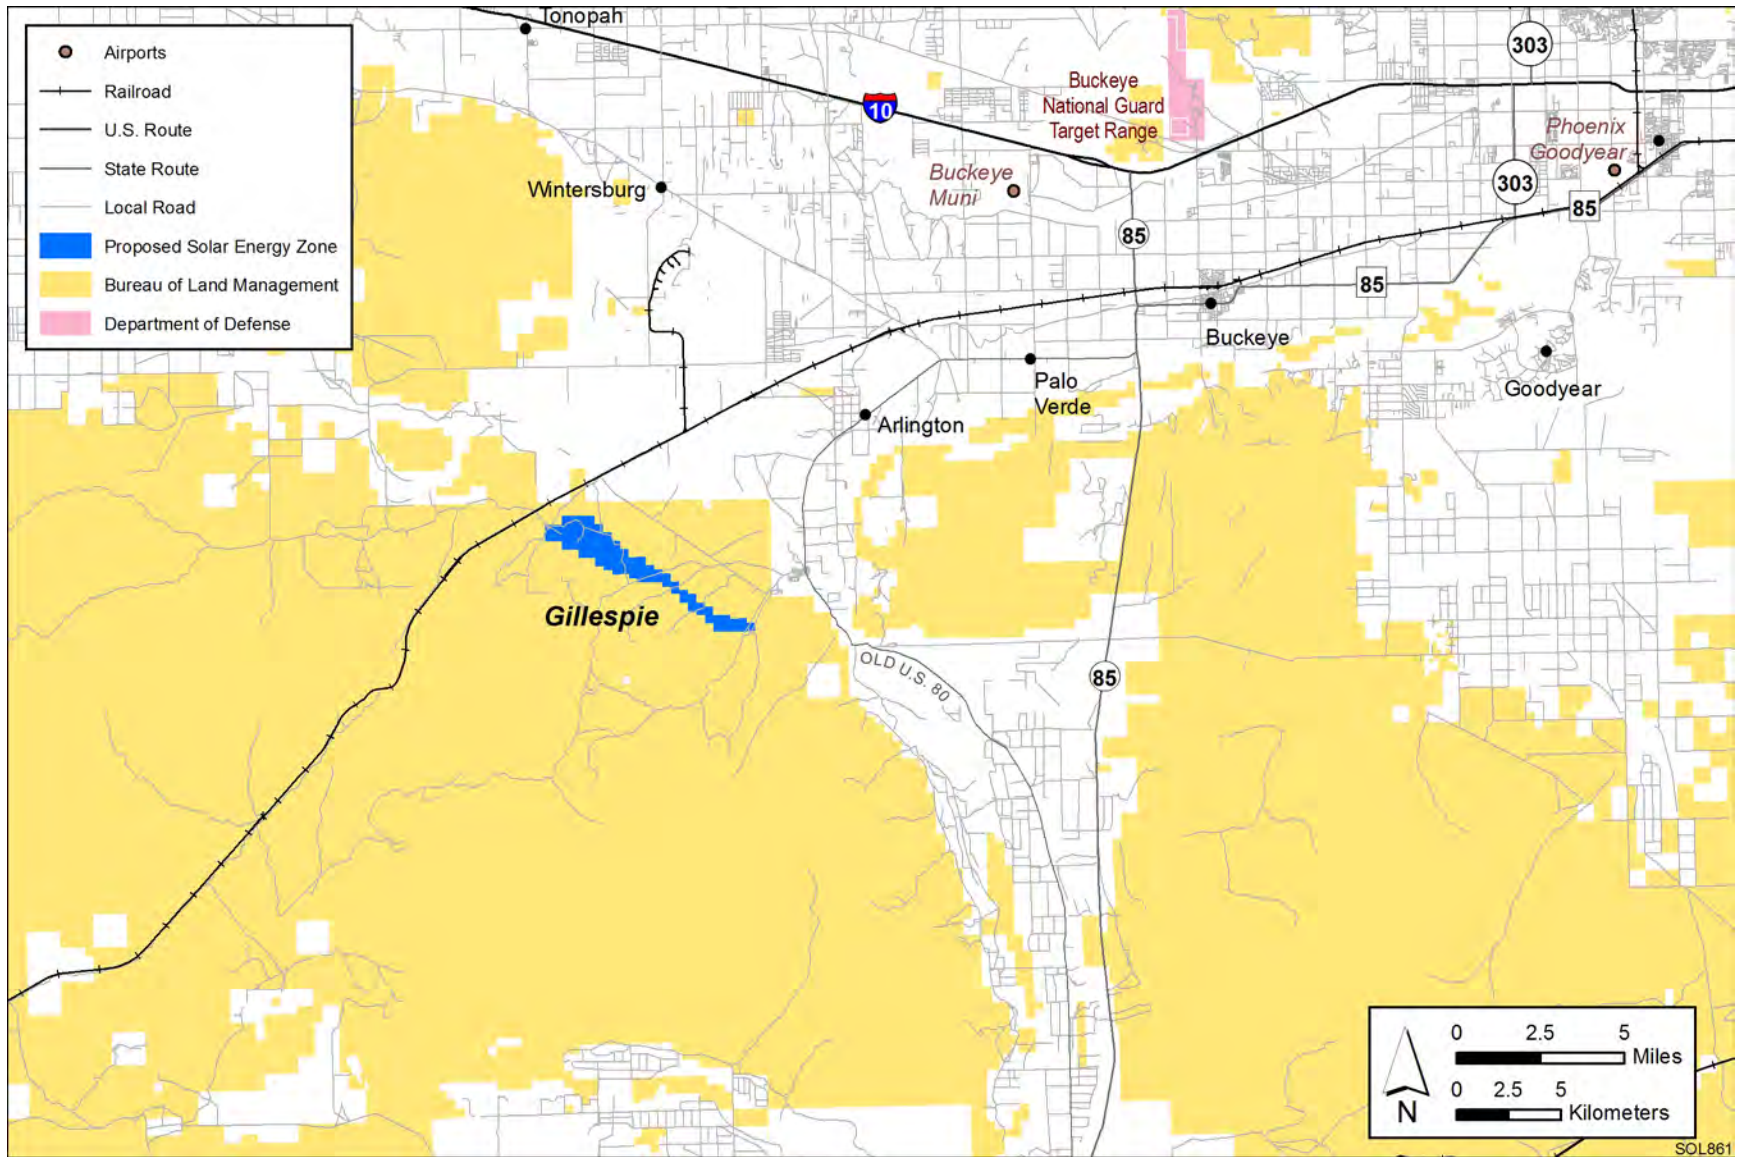 Tonopah
Airports
Railroad
U.S. Route
State Route
Local Road
Proposed Solar Energy Zone
Bureau of Land Management
Department of Defense
10
Buckeye
National Guard
Target Range
303
Phoenix
Goodyear
303
85
Wintersburg
Buckeye
Muni
85
85
Buckeye
Goodyear
Palo
Verde
Arlington
Gillespie
OLD U.S. 80
85
0 2.5 5
Miles
0 2.5 5
Kilometers
N
SOL861